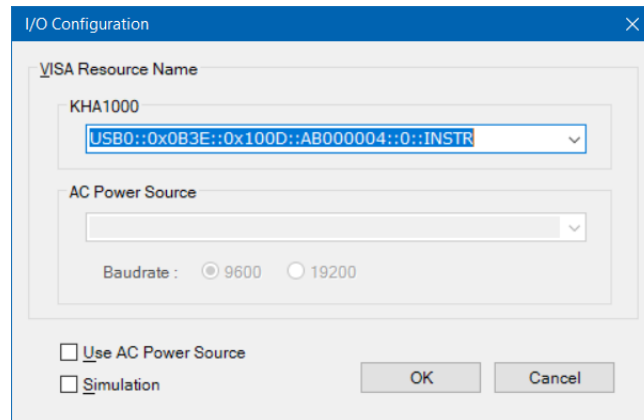 I/O Configuration
VISA Resource Name
KHA1000
USB0::0x0B3E::0x100D::AB000004::0::INSTR
AC Power Source
Baudrate : 9600 19200
Use AC Power Source
Simulation
OK Cancel